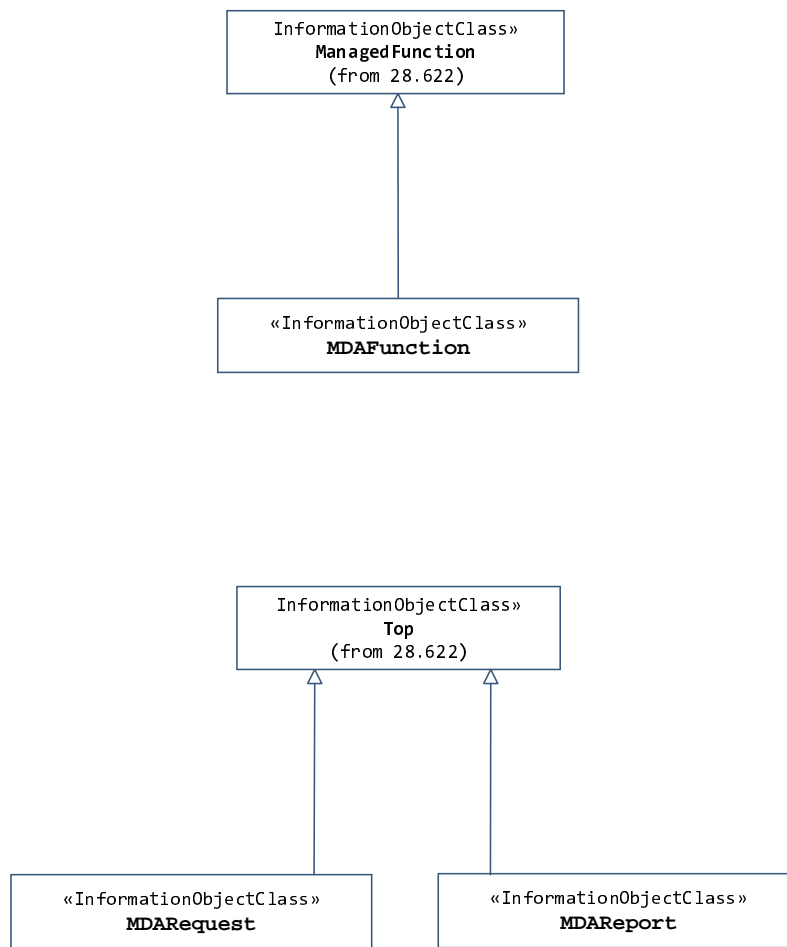 InformationObjectClass»
ManagedFunction
(from 28.622)
«InformationObjectClass»
MDAFunction
InformationObjectClass»
Top
(from 28.622)
«InformationObjectClass»
MDARequest
«InformationObjectClass»
MDAReport